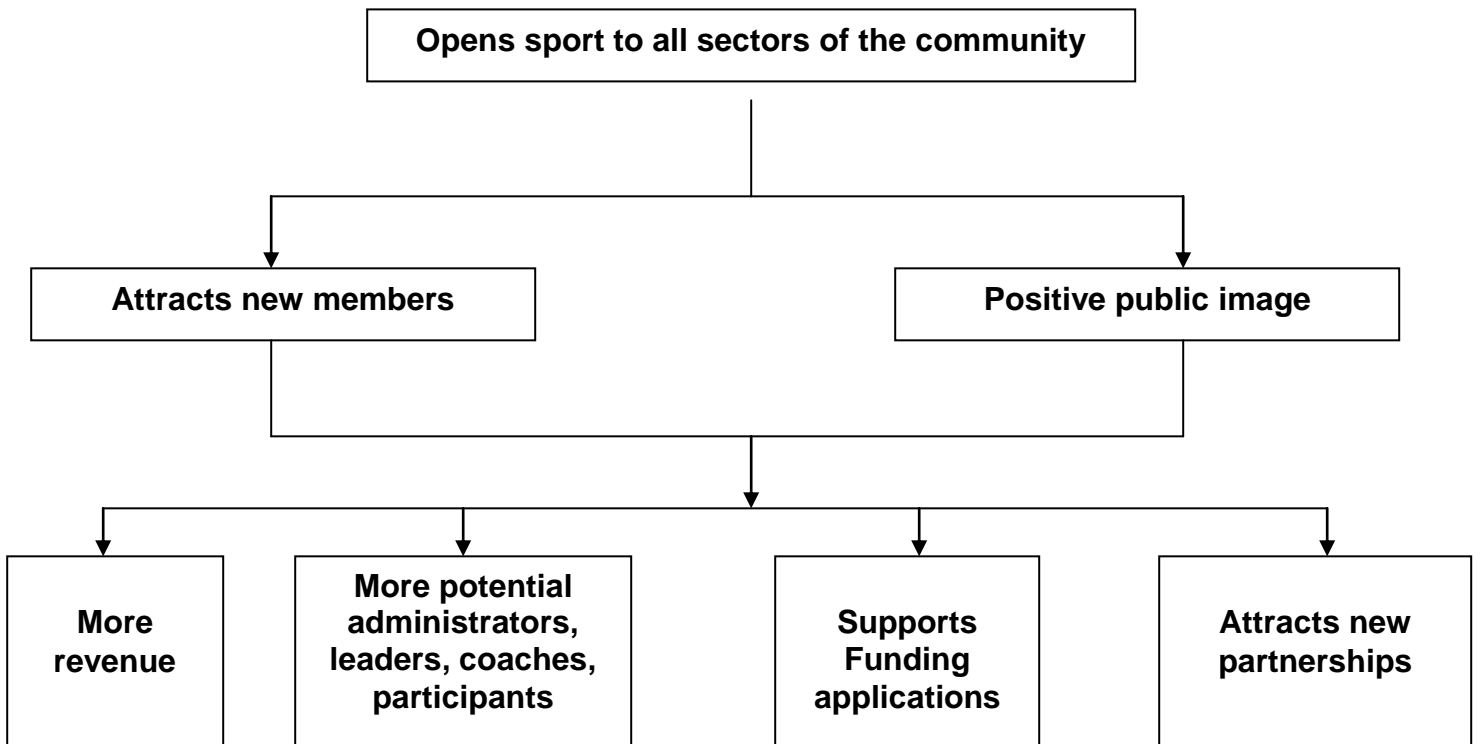 Opens sport to all sectors of the community
Attracts new members
Positive public image
More
revenue
More potential
administrators,
leaders, coaches,
participants
Supports
Funding
applications
Attracts new
partnerships